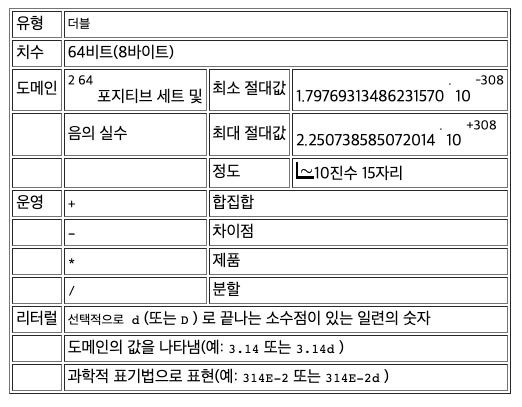 유형 더블
치수 64비트(8바이트)
도메인 2 64 포지티브 세트 및 최소 절대값 1.79769313486231570 · 10 -308
음의 실수 최대 절대값 2.250738585072014 · 10 +308
정도 ~10진수 15자리
운영 + 합집합
- 차이점
* 제품
/ 분할
리터럴 선택적으로 d (또는 D ) 로 끝나는 소수점이 있는 일련의 숫자
도메인의 값을 나타냄(예: 3.14 또는 3.14d )
과학적 표기법으로 표현(예: 314E-2 또는 314E-2d )